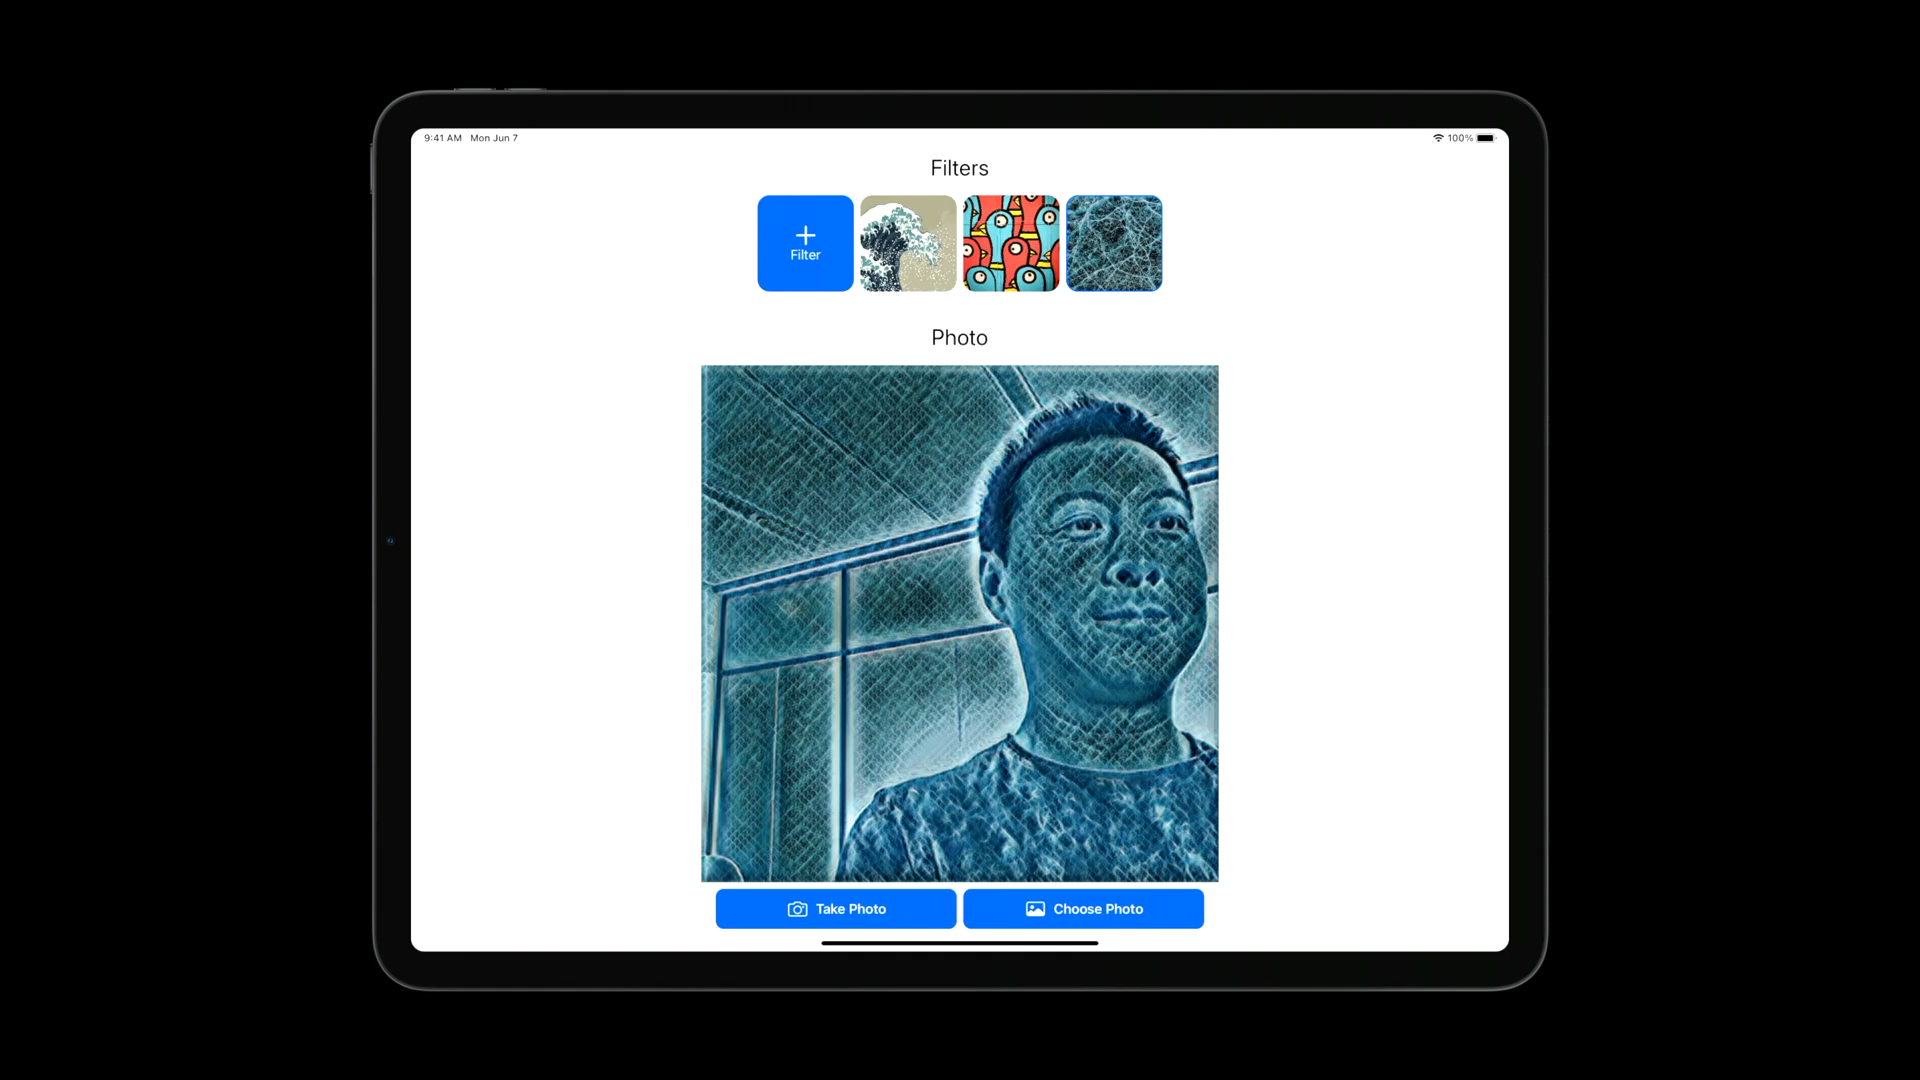 9:41 AM Mon Jun 7
100%
Filters
Filter
Photo
Take Photo
Choose Photo